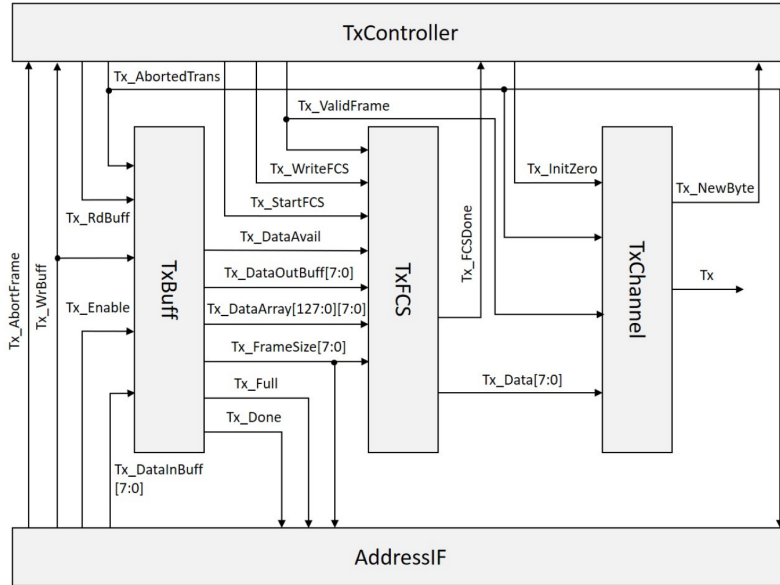 TxController
Tx_AbortedTrans
Tx_ValidFrame
Tx_WriteFCS
Tx_InitZero
Tx_NewByte
Tx_StartFCS
Tx_RdBuff
Tx_DataAvail
Tx_FCSDone
Tx_DataOutBuff[7:0]
Tx
Tx_AbortFrame
Tx_WrBuff
Tx_Enable
TxBuff
Tx_DataArray[127:0][7:0]
TxFCS
TxChannel
Tx_FrameSize[7:0]
Tx_Full
Tx_Data[7:0]
Tx_Done
Tx_DataInBuff
[7:0]
AddressIF